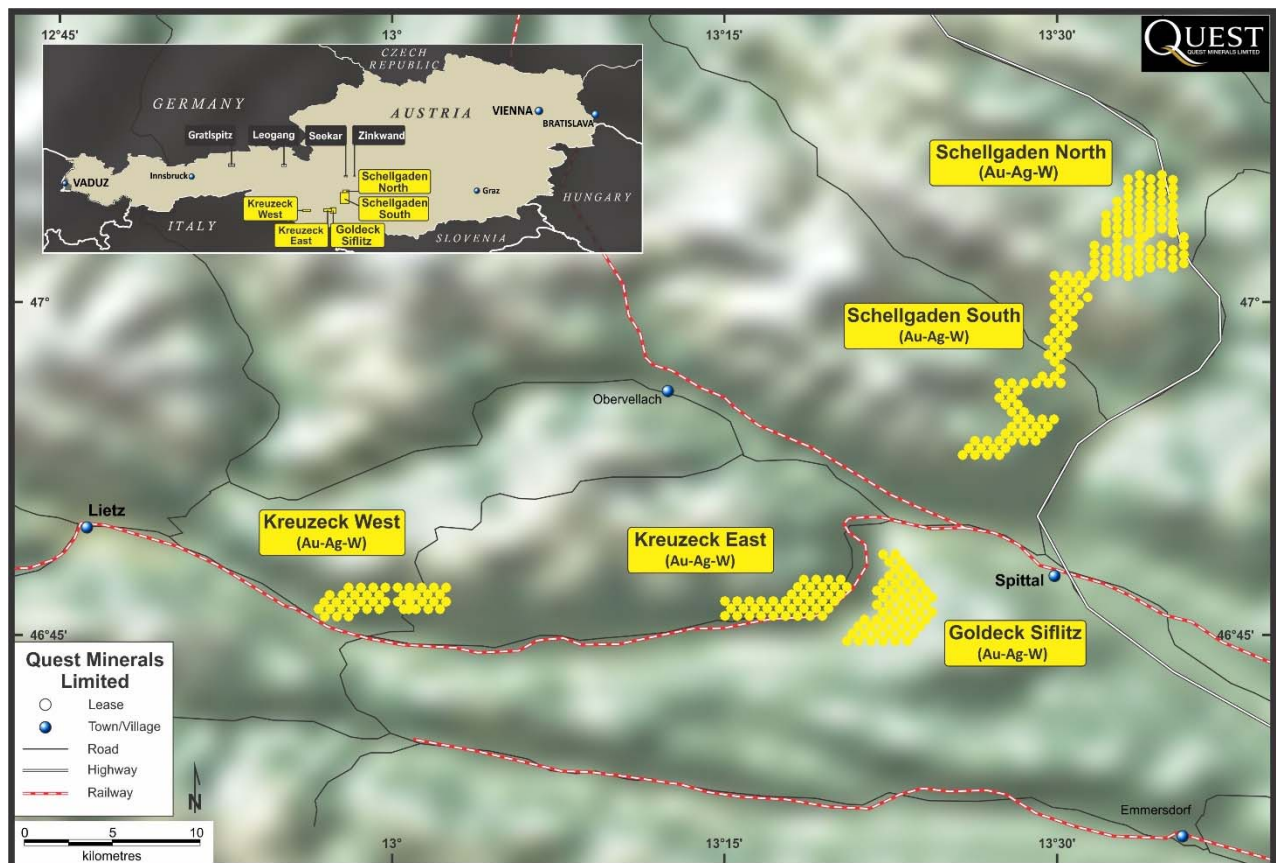 12°45'
13°
13°15'
13°30'
QUEST
QUEST MINERALS LIMITED
CZECH
REPUBLIC
GERMANY
AUSTRIA
VIENNA
BRATISLAVA
Gratlspitz
Leogang
Seekar
Zinkwand
VADUZ
Innsbruck
Schellgaden
North
Schellgaden
South
Graz
HUNGARY
Kreuzeck
West
ITALY
Kreuzeck
East
Goldeck
Siflitz
SLOVENIA
Schellgaden North
(Au-Ag-W)
47°
47°
Schellgaden South
(Au-Ag-W)
Obervellach
Lietz
Kreuzeck West
(Au-Ag-W)
Kreuzeck East
(Au-Ag-W)
Spittal
46°45'
46°45'
Goldeck Siflitz
(Au-Ag-W)
Quest Minerals
Limited
Lease
Town/Village
Road
Highway
Railway
N
0 5 10
kilometres
Emmersdorf
13°
13°15'
13°30'